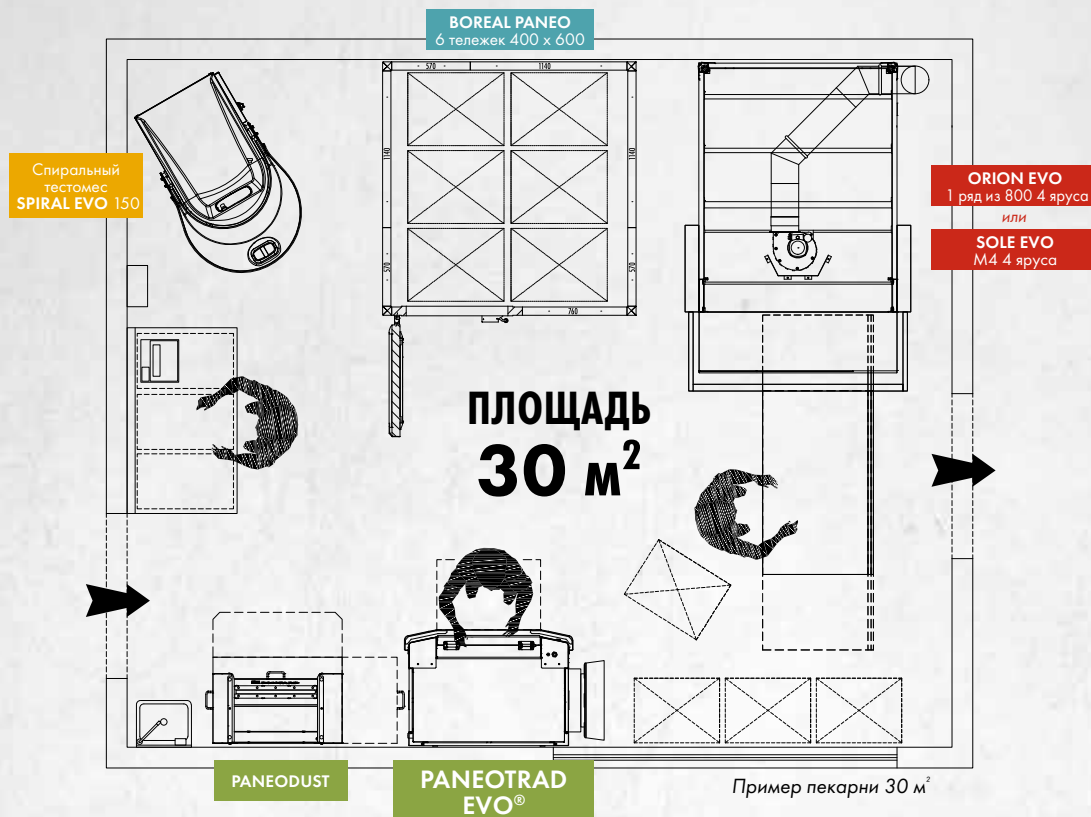 BOREAL PANEO
6 тележек 400 x 600
570
1140
1140
1140
570
570
760
Спиральный
тестомес
SPIRAL EVO 150
ORION EVO
1 ряд из 800 4 яруса
или
SOLE EVO
M4 4 яруса
ПЛОЩАДЬ
30 м²
PANEODUST
PANEOTRAD
EVO®
Пример пекарни 30 м²